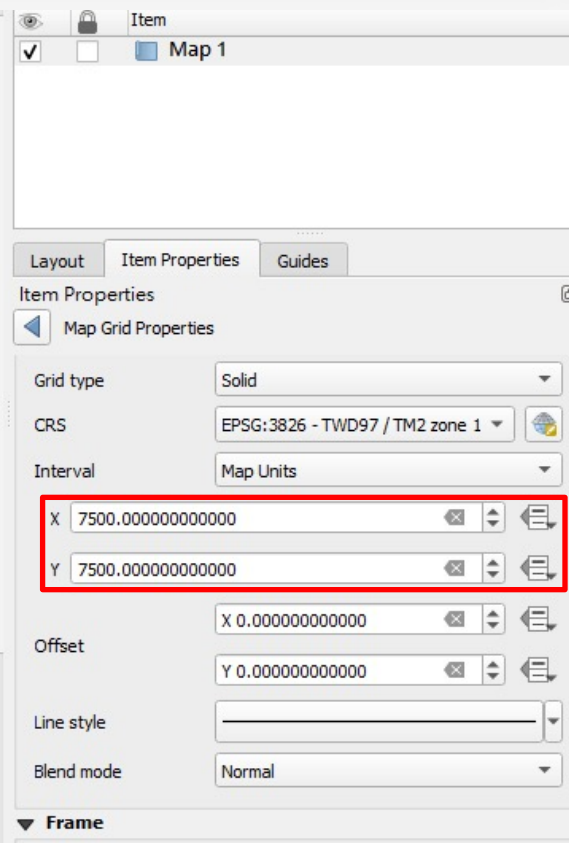 Item
Map 1
Layout
Item Properties
Guides
Item Properties
Map Grid Properties
Grid type
Solid
CRS
EPSG:3826 - TWD97 / TM2 zone 1
Interval
Map Units
X 7500.000000000000
Y 7500.000000000000
Offset
X 0.000000000000
Y 0.000000000000
Line style
Blend mode
Normal
Frame